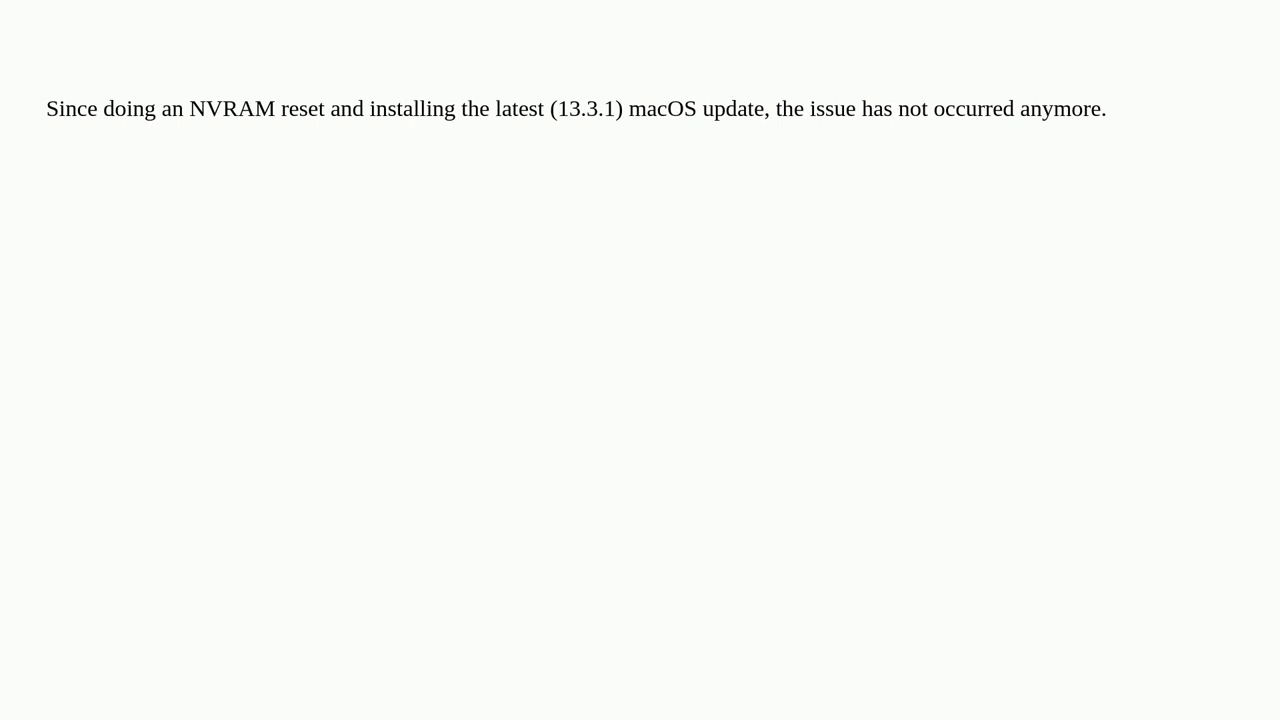 Since doing an NVRAM reset and installing the latest (13.3.1) macOS update, the issue has not occurred anymore.